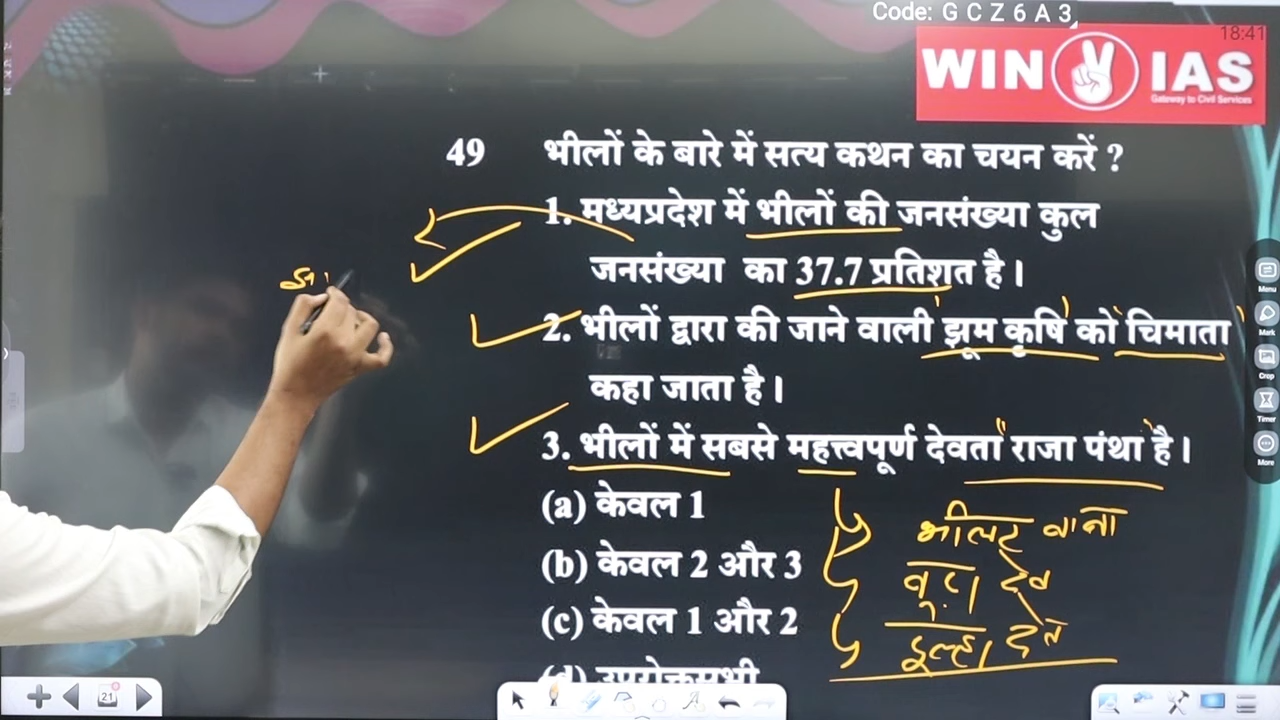 Code: G C Z 6 A 3
18:41
WIN IAS
Gateway to Civil Services
49 भीलों के बारे में सत्य कथन का चयन करें ?
1. मध्यप्रदेश में भीलों की जनसंख्या कुल
जनसंख्या का 37.7 प्रतिशत है।
2. भीलों द्वारा की जाने वाली झूम कृषि को चिमाता
कहा जाता है।
3. भीलों में सबसे महत्त्वपूर्ण देवता राजा पंथा है।
(a) केवल 1
(b) केवल 2 और 3
(c) केवल 1 और 2
(d) उपरोक्त सभी
देव
देव
Menu
Mark
Crop
Timer
More
21